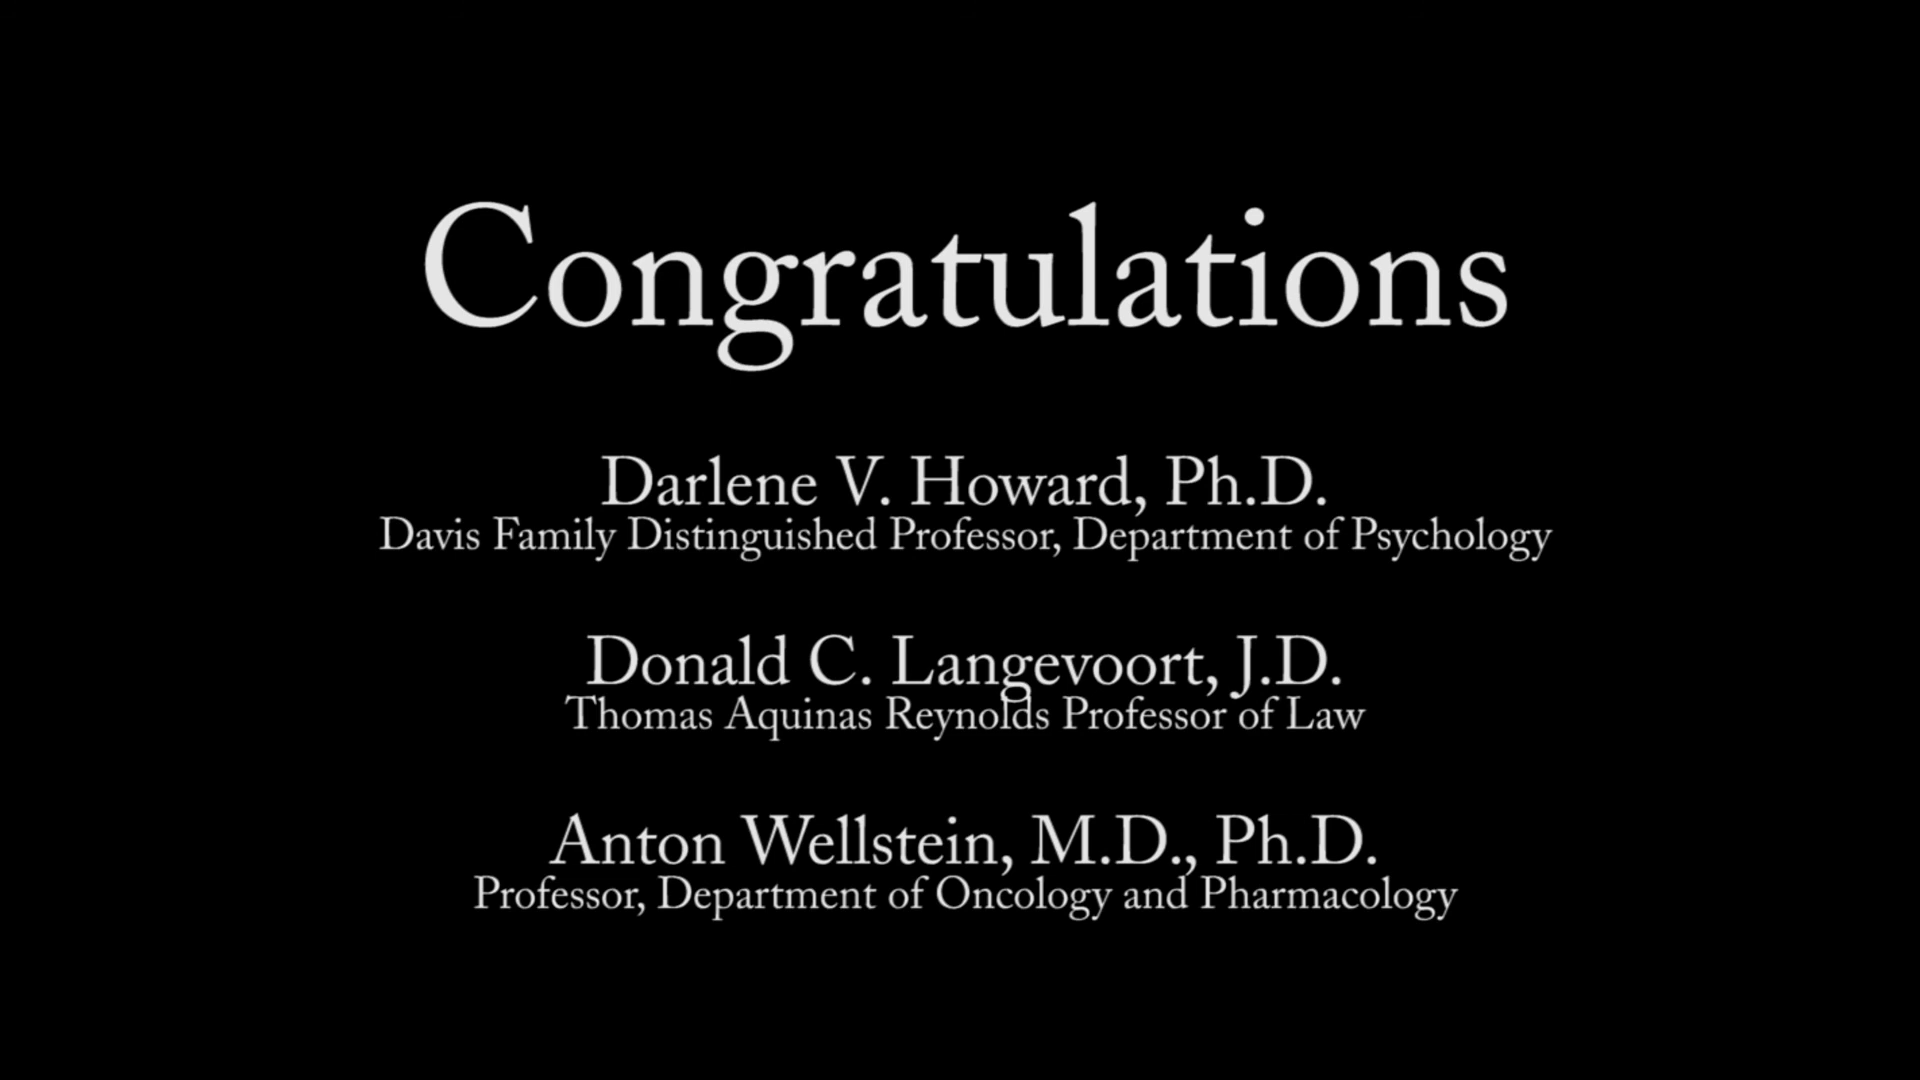 Congratulations
Darlene V. Howard, Ph.D.
Davis Family Distinguished Professor, Department of Psychology
Donald C. Langevoort, J.D.
Thomas Aquinas Reynolds Professor of Law
Anton Wellstein, M.D., Ph.D.
Professor, Department of Oncology and Pharmacology